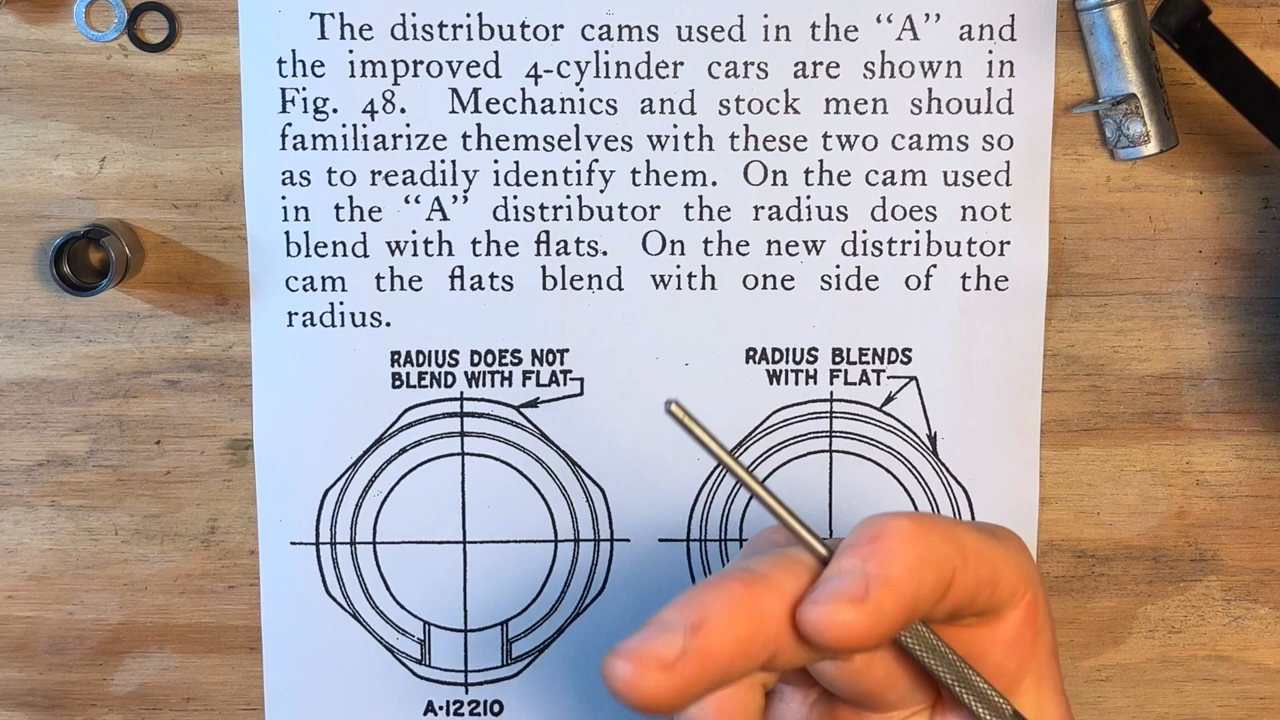 The distributor cams used in the “A” and
the improved 4-cylinder cars are shown in
Fig. 48. Mechanics and stock men should
familiarize themselves with these two cams so
as to readily identify them. On the cam used
in the “A” distributor the radius does not
blend with the flats. On the new distributor
cam the flats blend with one side of the
radius.
RADIUS DOES NOT
BLEND WITH FLAT
RADIUS BLENDS
WITH FLAT
A-12210